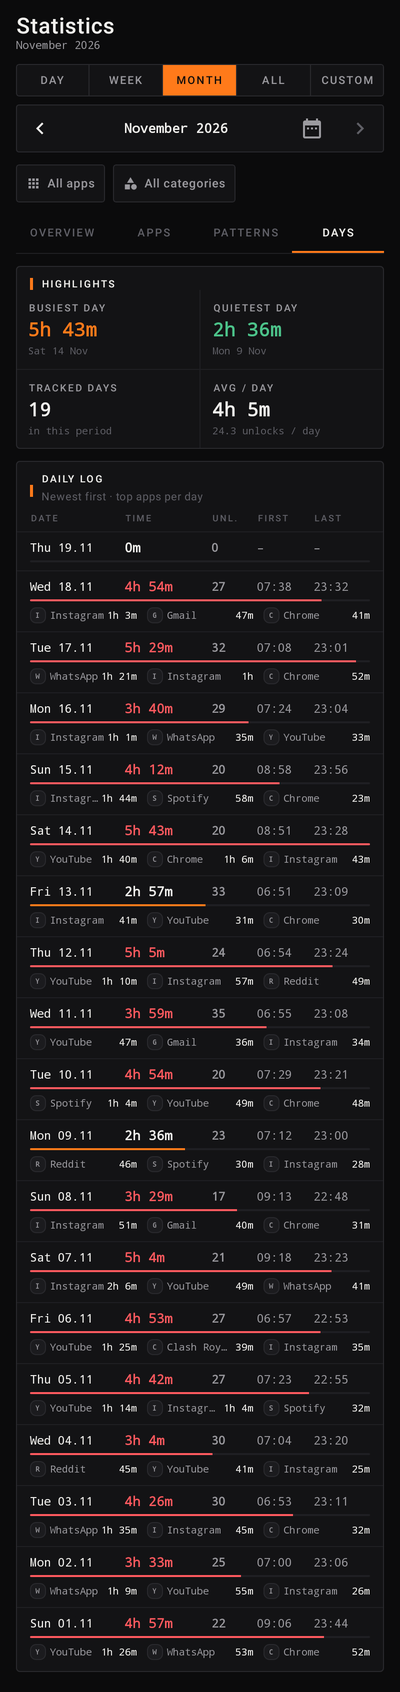 Statistics
November 2026
DAY WEEK MONTH ALL CUSTOM
November 2026
All apps All categories
OVERVIEW APPS PATTERNS DAYS
HIGHLIGHTS
BUSIEST DAY QUIETEST DAY
5h 43m 2h 36m
Sat 14 Nov Mon 9 Nov
TRACKED DAYS AVG / DAY
19 4h 5m
in this period 24.3 unlocks / day
DAILY LOG
Newest first · top apps per day
DATE TIME UNL. FIRST LAST
Thu 19.11 0m 0 – –
Wed 18.11 4h 54m 27 07:38 23:32
I Instagram 1h 3m G Gmail 47m C Chrome 41m
Tue 17.11 5h 29m 32 07:08 23:01
W WhatsApp 1h 21m I Instagram 1h C Chrome 52m
Mon 16.11 3h 40m 29 07:24 23:04
I Instagram 1h 1m W WhatsApp 35m Y YouTube 33m
Sun 15.11 4h 12m 20 08:58 23:56
I Instagr… 1h 44m S Spotify 58m C Chrome 23m
Sat 14.11 5h 43m 20 08:51 23:28
Y YouTube 1h 40m C Chrome 1h 6m I Instagram 43m
Fri 13.11 2h 57m 33 06:51 23:09
I Instagram 41m Y YouTube 31m C Chrome 30m
Thu 12.11 5h 5m 24 06:54 23:24
Y YouTube 1h 10m I Instagram 57m R Reddit 49m
Wed 11.11 3h 59m 35 06:55 23:08
Y YouTube 47m G Gmail 36m I Instagram 34m
Tue 10.11 4h 54m 20 07:29 23:21
S Spotify 1h 4m Y YouTube 49m C Chrome 48m
Mon 09.11 2h 36m 23 07:12 23:00
R Reddit 46m S Spotify 30m I Instagram 28m
Sun 08.11 3h 29m 17 09:13 22:48
I Instagram 51m G Gmail 40m C Chrome 31m
Sat 07.11 5h 4m 21 09:18 23:23
I Instagram 2h 6m Y YouTube 49m W WhatsApp 41m
Fri 06.11 4h 53m 27 06:57 22:53
Y YouTube 1h 25m C Clash Roy… 39m I Instagram 35m
Thu 05.11 4h 42m 27 07:23 22:55
Y YouTube 1h 14m I Instagr… 1h 4m S Spotify 32m
Wed 04.11 3h 4m 30 07:04 23:20
R Reddit 45m Y YouTube 41m I Instagram 25m
Tue 03.11 4h 26m 30 06:53 23:11
W WhatsApp 1h 35m I Instagram 45m C Chrome 32m
Mon 02.11 3h 33m 25 07:00 23:06
W WhatsApp 1h 9m Y YouTube 55m I Instagram 26m
Sun 01.11 4h 57m 22 09:06 23:44
Y YouTube 1h 26m W WhatsApp 53m C Chrome 52m